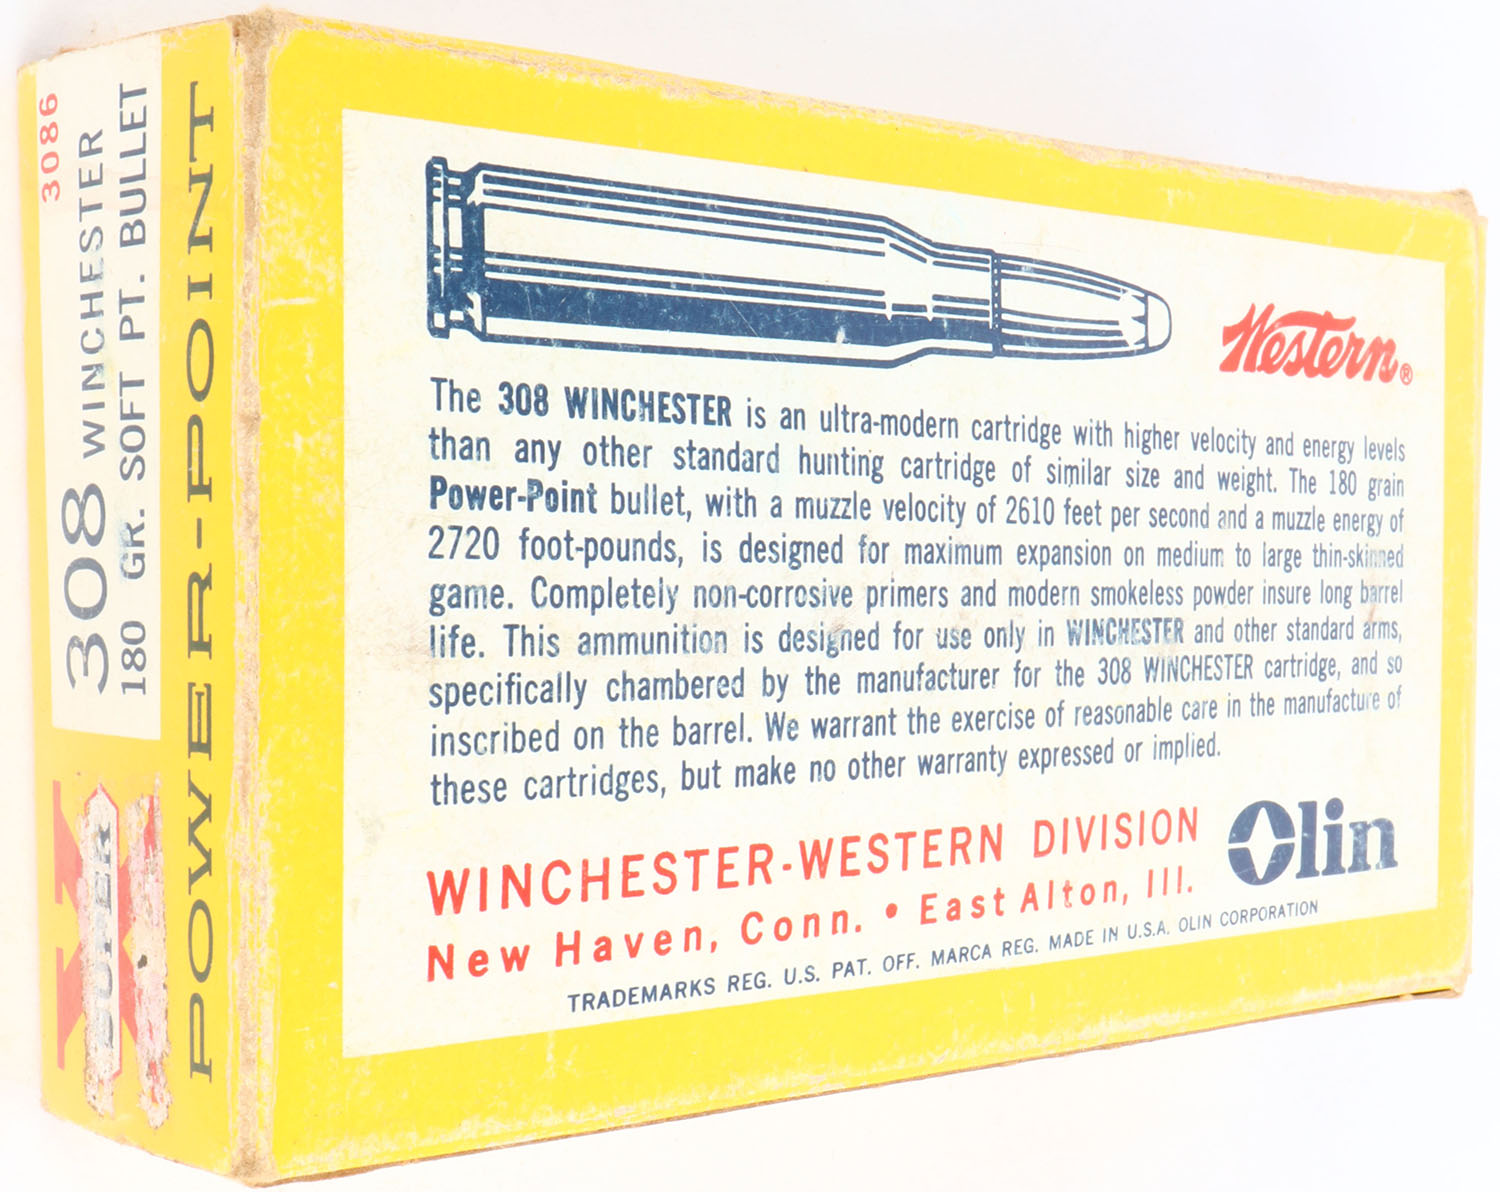 3086
308 WINCHESTER
180 GR. SOFT PT. BULLET
SUPER X
POWER-POINT
Western®
The 308 WINCHESTER is an ultra-modern cartridge with higher velocity and energy levels
than any other standard hunting cartridge of similar size and weight. The 180 grain
Power-Point bullet, with a muzzle velocity of 2610 feet per second and a muzzle energy of
2720 foot-pounds, is designed for maximum expansion on medium to large thin-skinned
game. Completely non-corrosive primers and modern smokeless powder insure long barrel
life. This ammunition is designed for use only in WINCHESTER and other standard arms,
specifically chambered by the manufacturer for the 308 WINCHESTER cartridge, and so
inscribed on the barrel. We warrant the exercise of reasonable care in the manufacture of
these cartridges, but make no other warranty expressed or implied.
WINCHESTER-WESTERN DIVISION
New Haven, Conn. • East Alton, Ill.
Olin
TRADEMARKS REG. U.S. PAT. OFF. MARCA REG. MADE IN U.S.A. OLIN CORPORATION